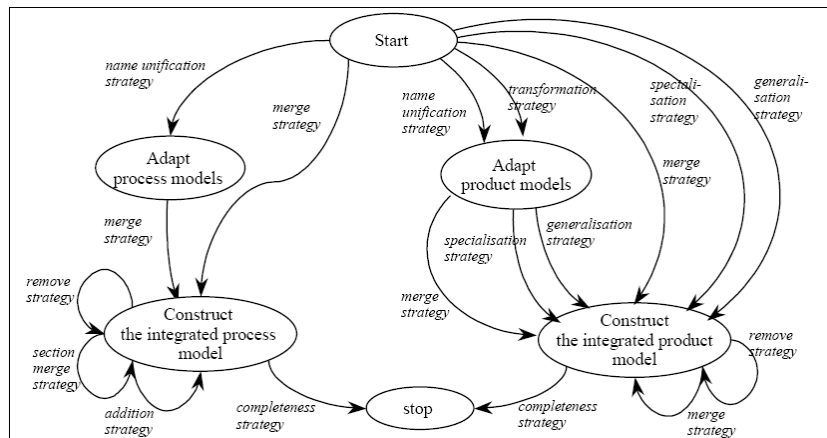 Start
name unification
strategy
merge
strategy
name
unification
strategy
transformation
strategy
speciali-
sation
strategy
generali-
sation
strategy
merge
strategy
Adapt
process models
Adapt
product models
merge
strategy
specialisation
strategy
generalisation
strategy
merge
strategy
remove
strategy
Construct
the integrated process
model
section
merge
strategy
addition
strategy
completeness
strategy
stop
completeness
strategy
Construct
the integrated product
model
remove
strategy
merge
strategy